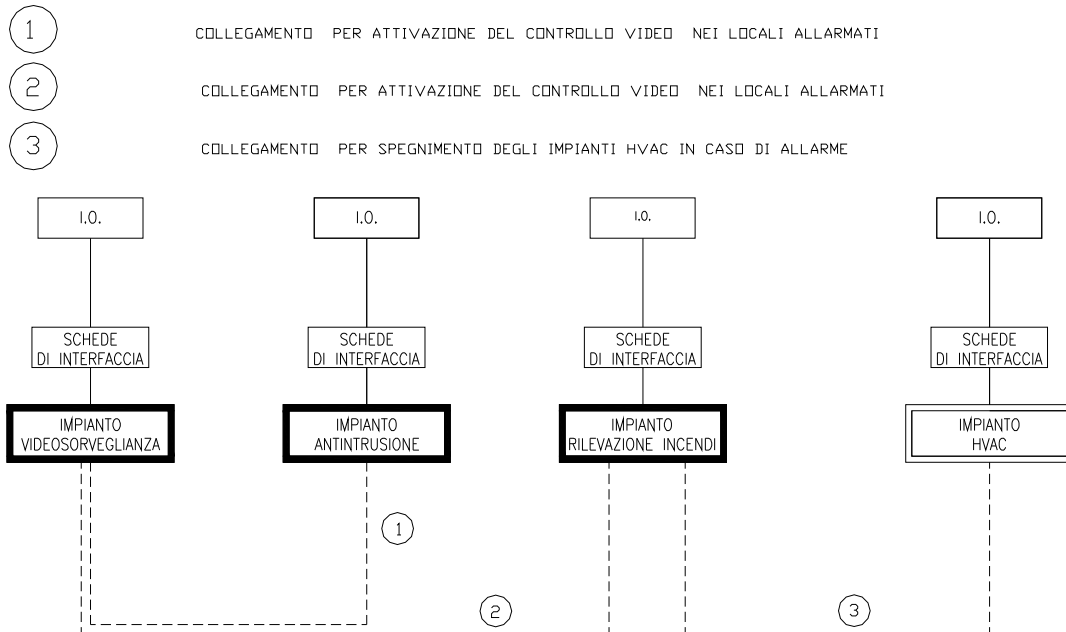 1 COLLEGAMENTO PER ATTIVAZIONE DEL CONTROLLO VIDEO NEI LOCALI ALLARMATI
2 COLLEGAMENTO PER ATTIVAZIONE DEL CONTROLLO VIDEO NEI LOCALI ALLARMATI
3 COLLEGAMENTO PER SPEGNIMENTO DEGLI IMPIANTI HVAC IN CASO DI ALLARME
I.O.
I.O.
I.O.
I.O.
SCHEDE
DI INTERFACCIA
SCHEDE
DI INTERFACCIA
SCHEDE
DI INTERFACCIA
SCHEDE
DI INTERFACCIA
IMPIANTO
VIDEOSORVEGLIANZA
IMPIANTO
ANTINTRUSIONE
IMPIANTO
RILEVAZIONE INCENDI
IMPIANTO
HVAC
1
2
3